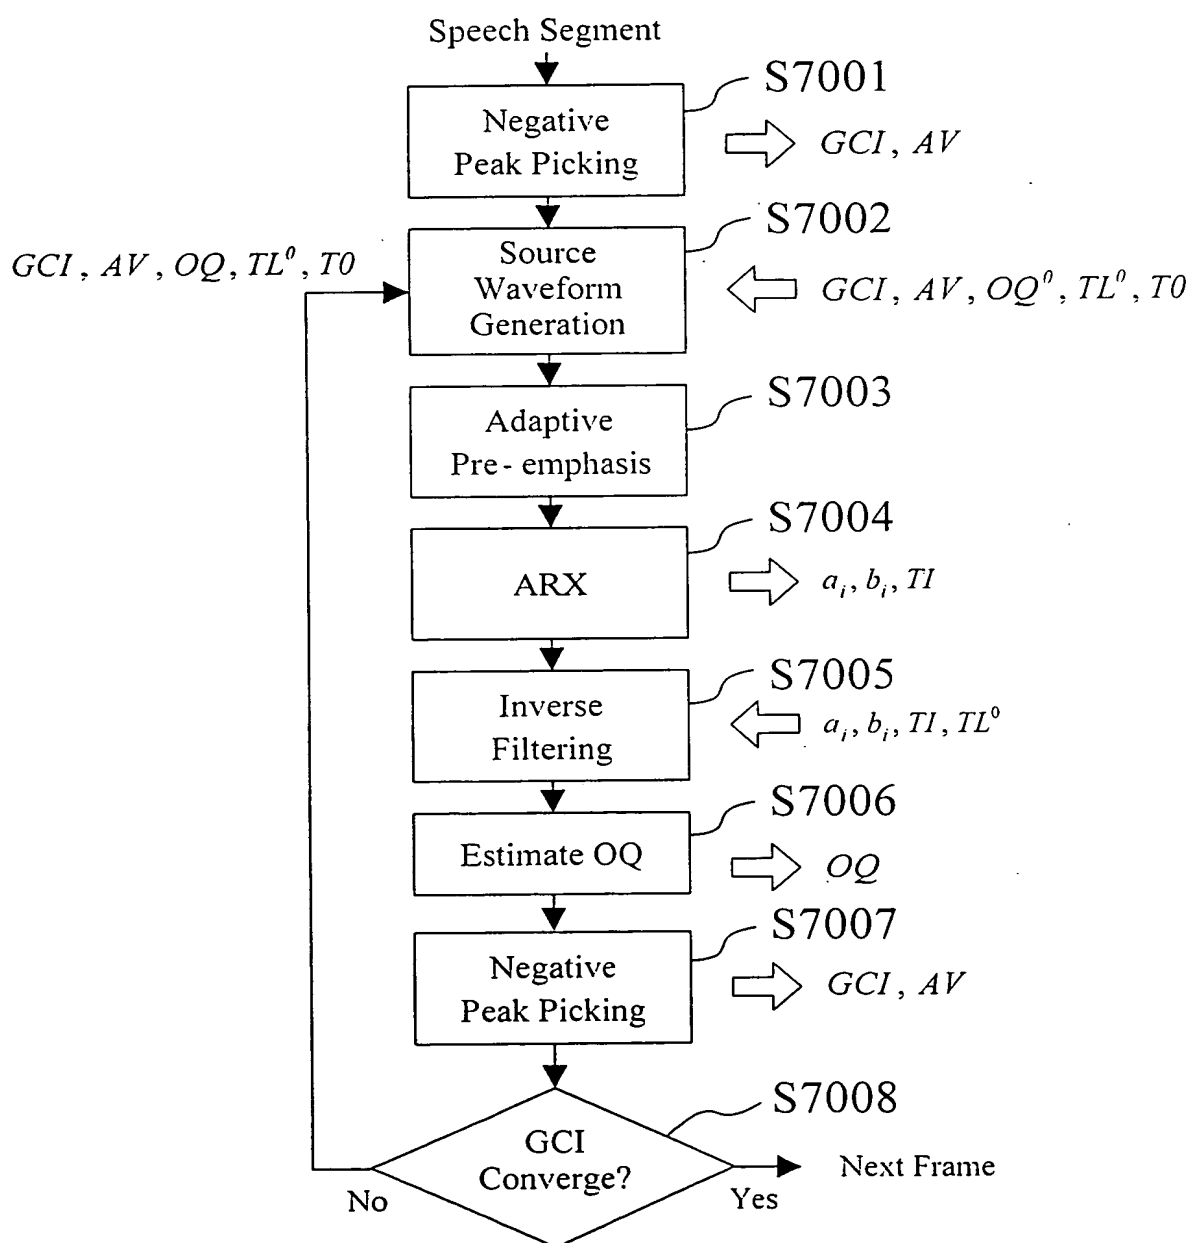 Speech Segment
S7001
Negative
Peak Picking
GCI, AV
S7002
GCI, AV, OQ, TL⁰, T0
Source
Waveform
Generation
GCI, AV, OQ⁰, TL⁰, T0
S7003
Adaptive
Pre-emphasis
S7004
ARX
aᵢ, bᵢ, TI
S7005
Inverse
Filtering
aᵢ, bᵢ, TI, TL⁰
S7006
Estimate OQ
OQ
S7007
Negative
Peak Picking
GCI, AV
S7008
GCI
Converge?
Next Frame
No
Yes